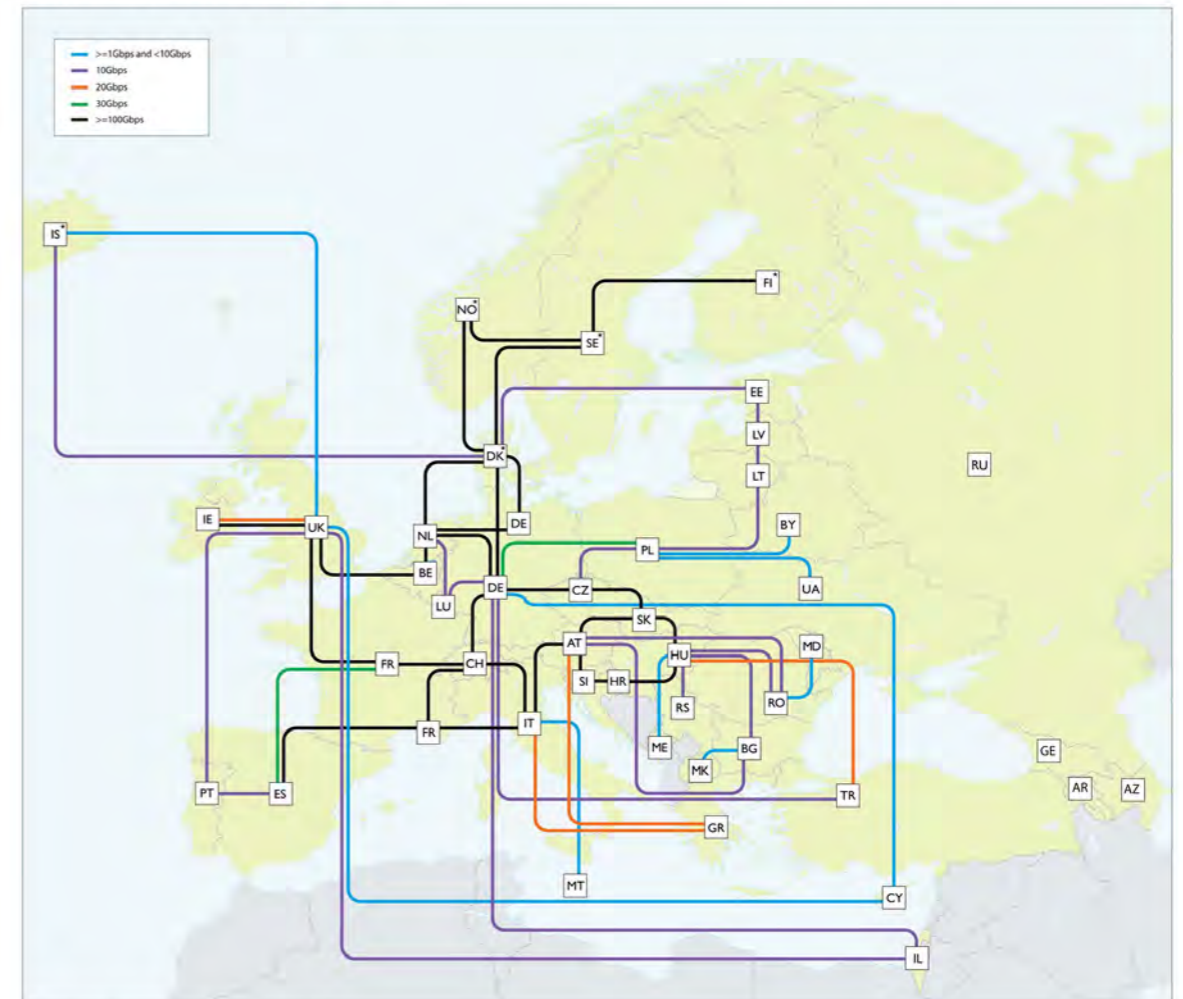 >=1Gbps and <10Gbps
10Gbps
20Gbps
30Gbps
>=100Gbps
IS*
FI*
NO*
SE*
EE
LV
DK*
RU
LT
IE
UK
DE
BY
NL
PL
BE
DE
CZ
UA
LU
SK
AT
MD
HU
FR
CH
SI
HR
RS
RO
IT
FR
ME
BG
GE
MK
PT
ES
TR
AR
AZ
GR
MT
CY
IL